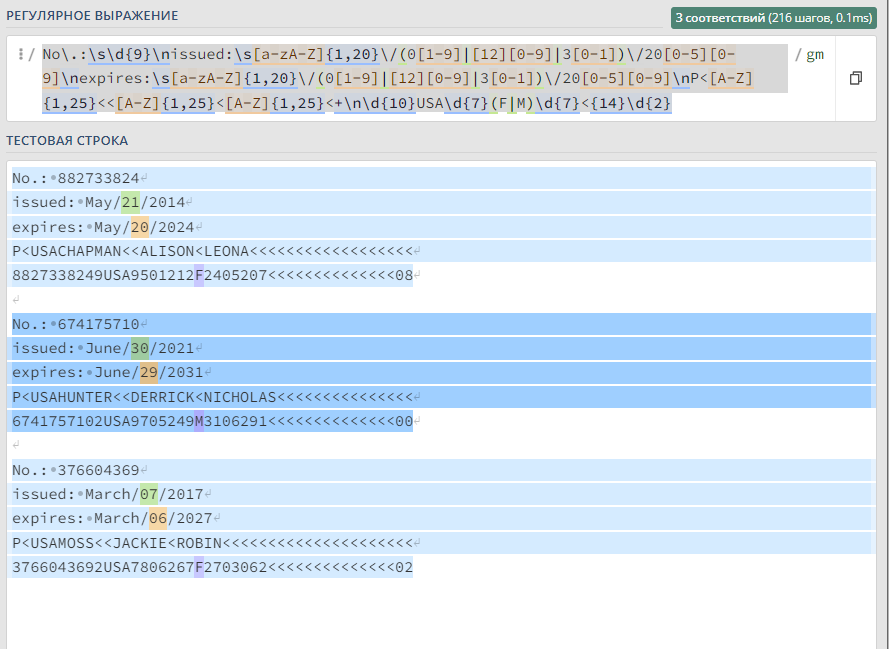 РЕГУЛЯРНОЕ ВЫРАЖЕНИЕ
3 соответствий (216 шагов, 0.1ms)
/ No\.:\s\d{9}\nissued:\s[a-zA-Z]{1,20}\/(0[1-9]|[12][0-9]|3[0-1])\/20[0-5][0- / gm
9]\nexpires:\s[a-zA-Z]{1,20}\/(0[1-9]|[12][0-9]|3[0-1])\/20[0-5][0-9]\nP<[A-Z]
{1,25}<<[A-Z]{1,25}<[A-Z]{1,25}<+\n\d{10}USA\d{7}(F|M)\d{7}<{14}\d{2}
ТЕСТОВАЯ СТРОКА
No.: 882733824
issued: May/21/2014
expires: May/20/2024
P<USACHAPMAN<<ALISON<LEONA<<<<<<<<<<<<<<<<<<
8827338249USA9501212F2405207<<<<<<<<<<<<<<08
No.: 674175710
issued: June/30/2021
expires: June/29/2031
P<USAHUNTER<<DERRICK<NICHOLAS<<<<<<<<<<<<<<<
6741757102USA9705249M3106291<<<<<<<<<<<<<<00
No.: 376604369
issued: March/07/2017
expires: March/06/2027
P<USAMOSS<<JACKIE<ROBIN<<<<<<<<<<<<<<<<<<<<<
3766043692USA7806267F2703062<<<<<<<<<<<<<<02